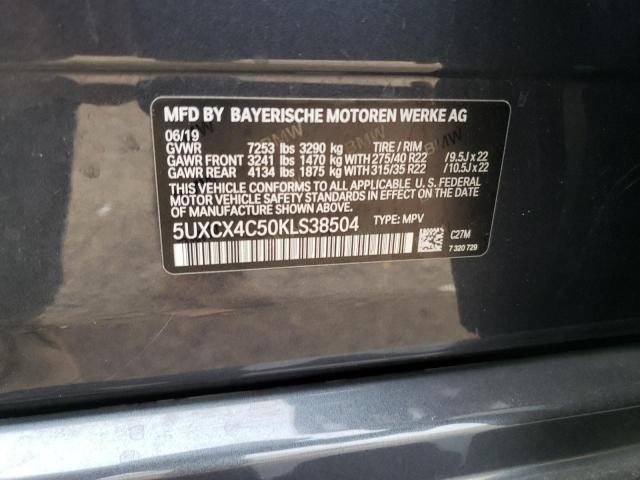 MFD BY BAYERISCHE MOTOREN WERKE AG
06/19
GVWR 7253 lbs 3290 kg TIRE / RIM
GAWR FRONT 3241 lbs 1470 kg WITH 275/40 R22 / 9.5J x 22
GAWR REAR 4134 lbs 1875 kg WITH 315/35 R22 / 10.5J x 22
THIS VEHICLE CONFORMS TO ALL APPLICABLE U. S. FEDERAL
MOTOR VEHICLE SAFETY STANDARDS IN EFFECT ON THE
DATE OF MANUFACTURE SHOWN ABOVE.
5UXCX4C50KLS38504 TYPE: MPV
C27M
7 320 729
BMW
BMW